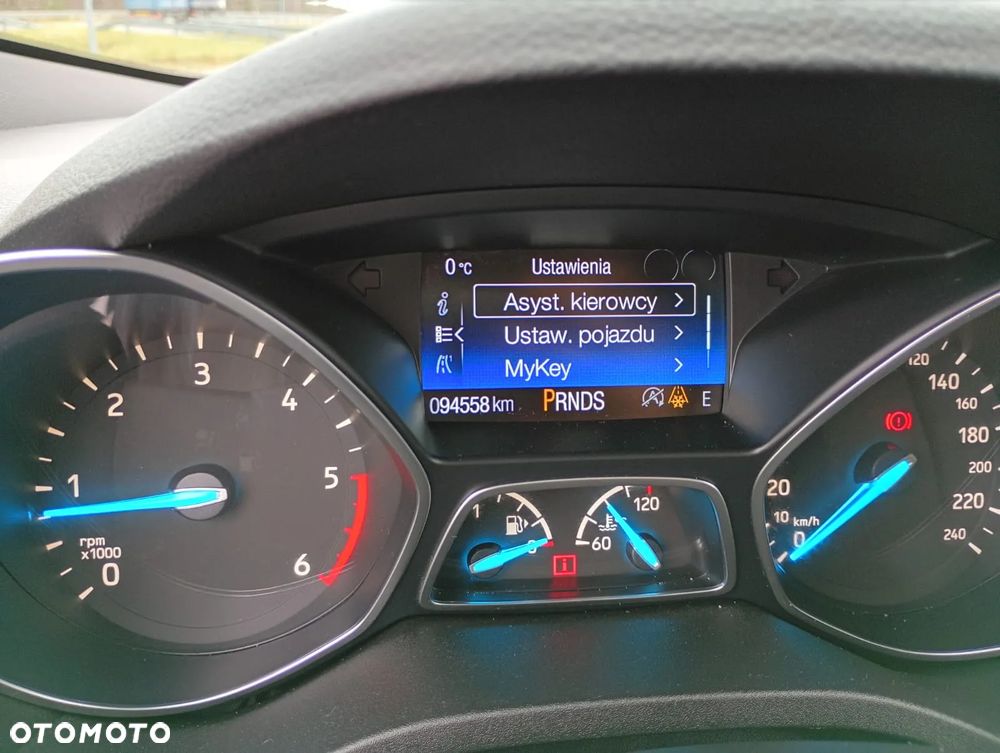 0 °C Ustawienia
Asyst. kierowcy
Ustaw. pojazdu
MyKey
094558 km PRNDS E
0
1
2
3
4
5
6
rpm
x1000
1
0
60
120
i
0
10
20
km/h
120
140
160
180
200
220
240
OTOMOTO